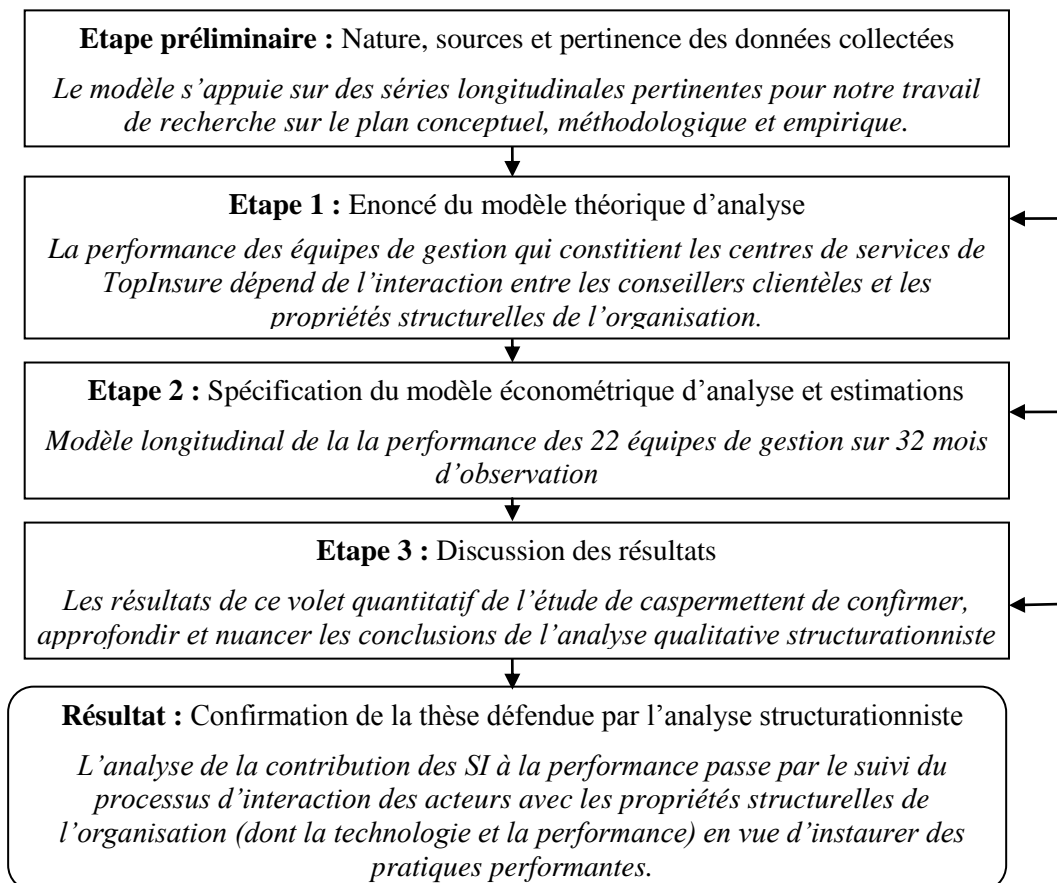 Etape préliminaire : Nature, sources et pertinence des données collectées
Le modèle s’appuie sur des séries longitudinales pertinentes pour notre travail
de recherche sur le plan conceptuel, méthodologique et empirique.
Etape 1 : Enoncé du modèle théorique d’analyse
La performance des équipes de gestion qui constitient les centres de services de
TopInsure dépend de l’interaction entre les conseillers clientèles et les
propriétés structurelles de l’organisation.
Etape 2 : Spécification du modèle économétrique d’analyse et estimations
Modèle longitudinal de la la performance des 22 équipes de gestion sur 32 mois
d’observation
Etape 3 : Discussion des résultats
Les résultats de ce volet quantitatif de l’étude de caspermettent de confirmer,
approfondir et nuancer les conclusions de l’analyse qualitative structurationniste
Résultat : Confirmation de la thèse défendue par l’analyse structurationniste
L’analyse de la contribution des SI à la performance passe par le suivi du
processus d’interaction des acteurs avec les propriétés structurelles de
l’organisation (dont la technologie et la performance) en vue d’instaurer des
pratiques performantes.